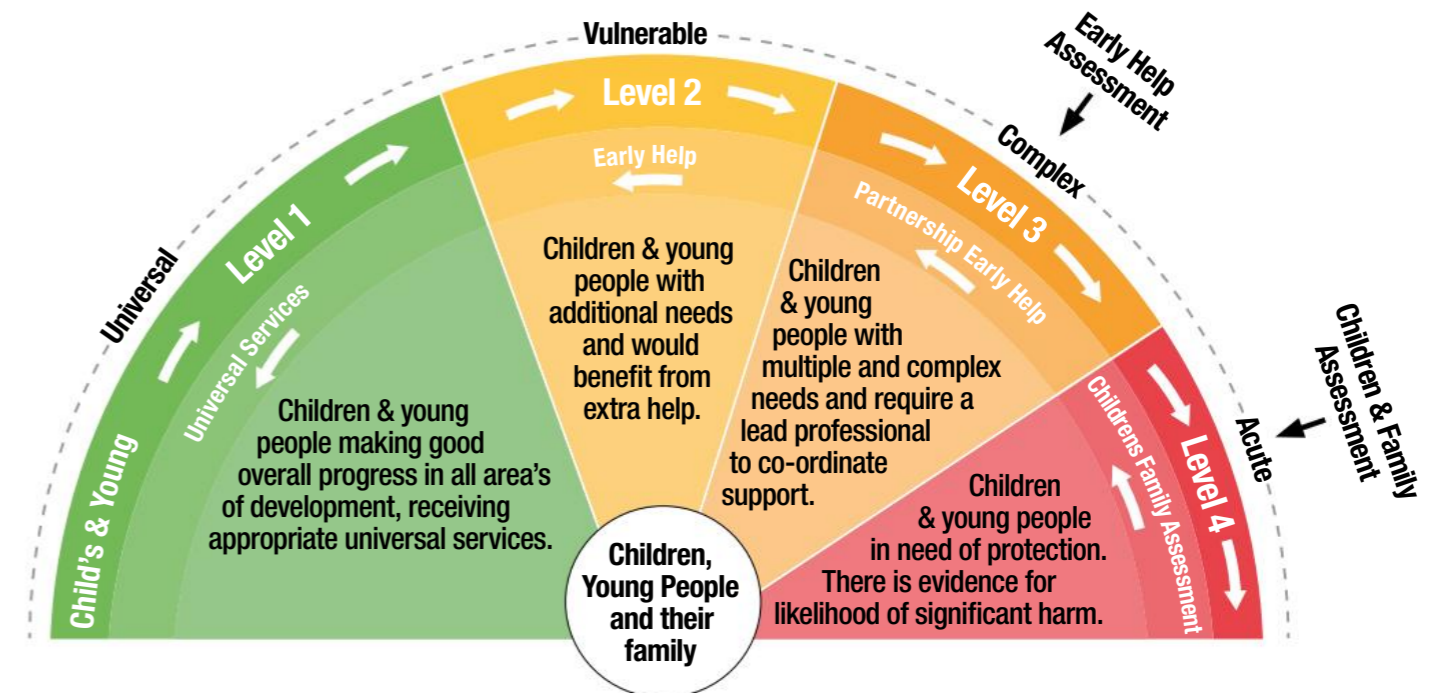 Universal
Child's & Young
Level 1
Universal Services
Children & young
people making good
overall progress in all area's
of development, receiving
appropriate universal services.
Vulnerable
Level 2
Early Help
Children & young
people with
additional needs
and would
benefit from
extra help.
Early Help
Assessment
Complex
Level 3
Partnership Early Help
Children
& young
people with
multiple and complex
needs and require a
lead professional
to co-ordinate
support.
Children & Family
Assessment
Acute
Level 4
Childrens Family Assessment
Children
& young people
in need of protection.
There is evidence for
likelihood of significant harm.
Children,
Young People
and their
family